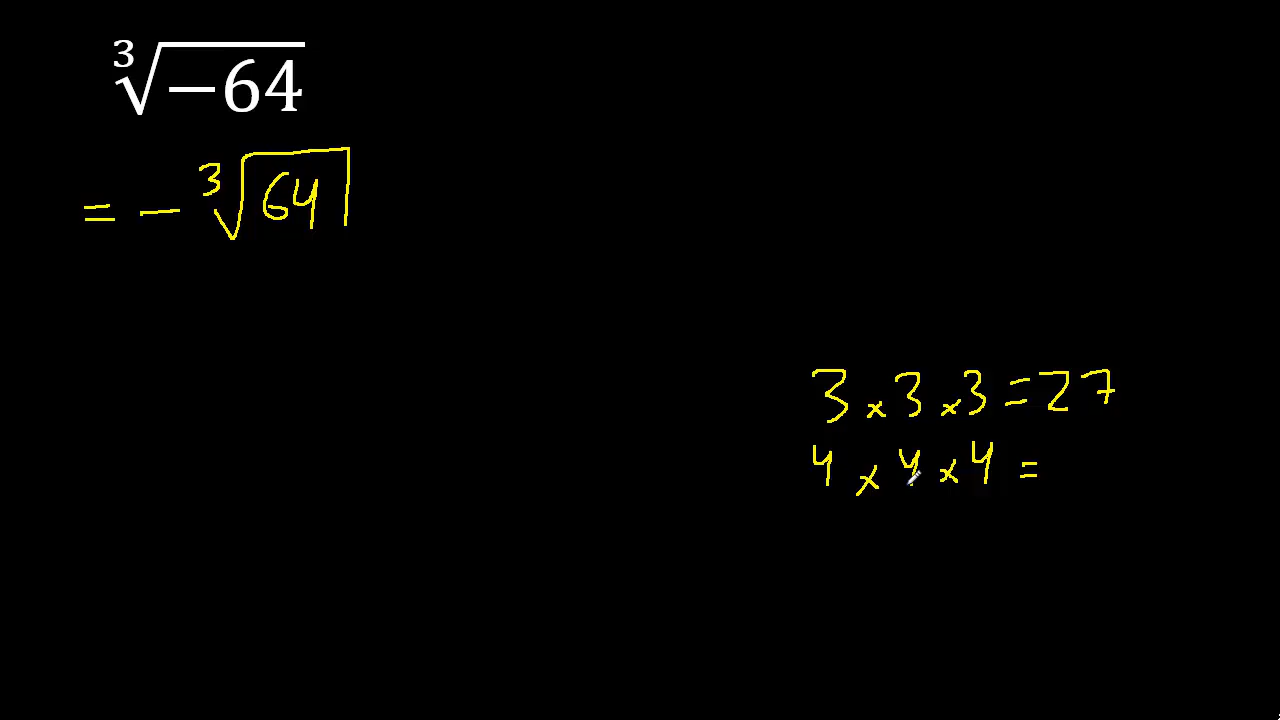 ∛−64
= − ∛64
3 × 3 × 3 = 27
4 × 4 × 4 =